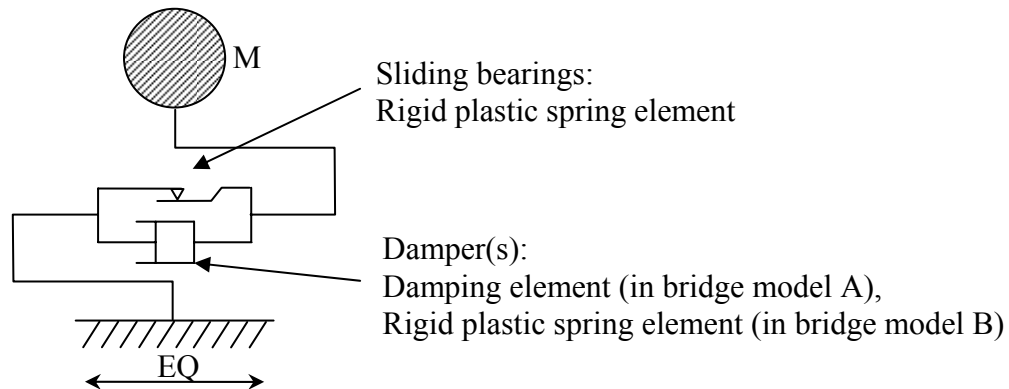 M
Sliding bearings:
Rigid plastic spring element
Damper(s):
Damping element (in bridge model A),
Rigid plastic spring element (in bridge model B)
EQ